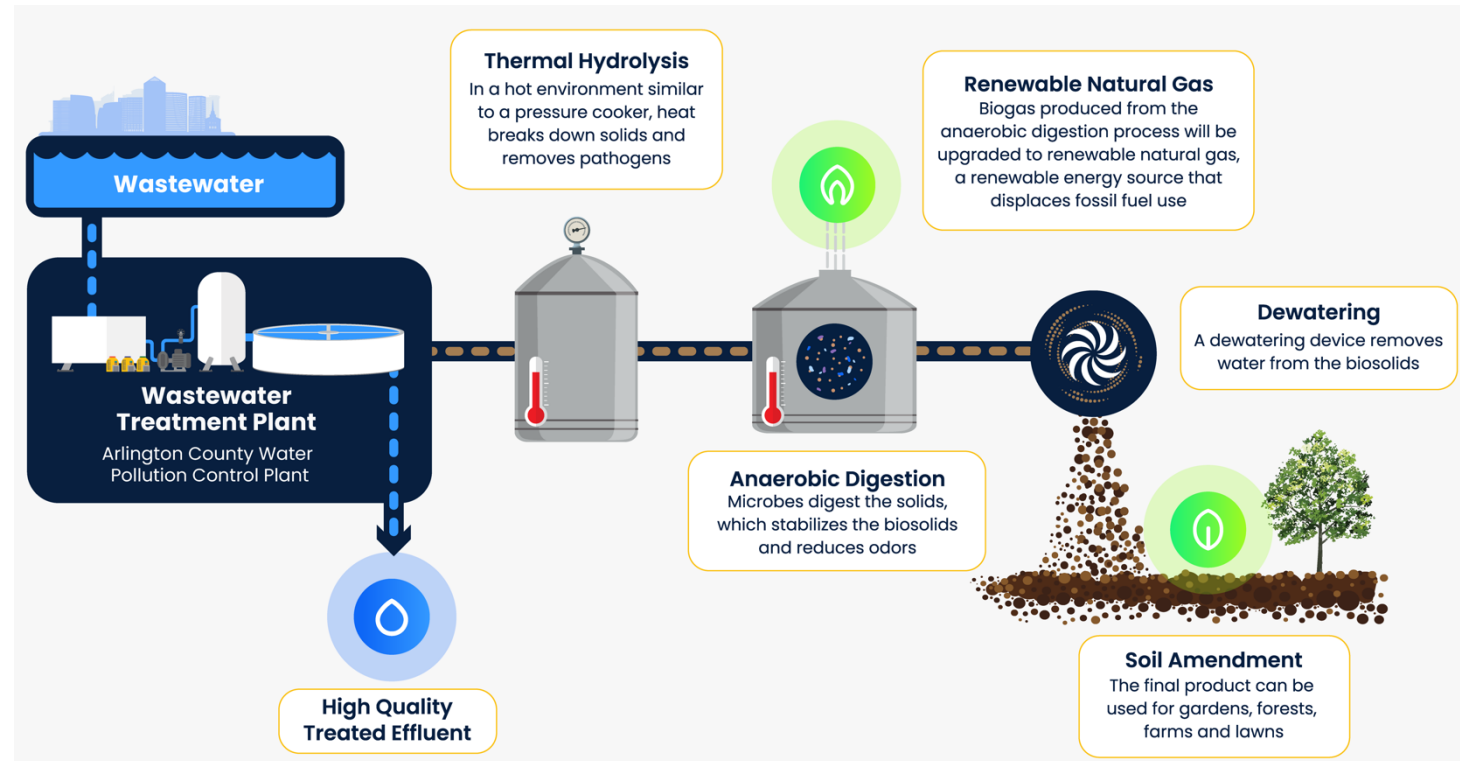 Wastewater
Wastewater
Treatment Plant
Arlington County Water
Pollution Control Plant
High Quality
Treated Effluent
Thermal Hydrolysis
In a hot environment similar
to a pressure cooker, heat
breaks down solids and
removes pathogens
Anaerobic Digestion
Microbes digest the solids,
which stabilizes the biosolids
and reduces odors
Renewable Natural Gas
Biogas produced from the
anaerobic digestion process will be
upgraded to renewable natural gas,
a renewable energy source that
displaces fossil fuel use
Dewatering
A dewatering device removes
water from the biosolids
Soil Amendment
The final product can be
used for gardens, forests,
farms and lawns